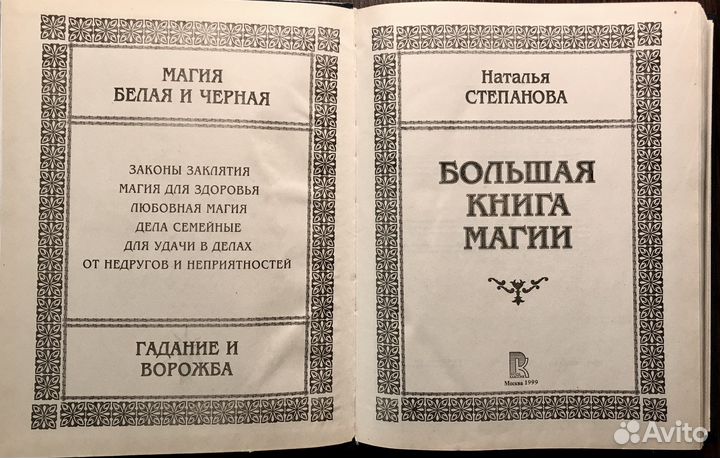 МАГИЯ
БЕЛАЯ И ЧЕРНАЯ
ЗАКОНЫ ЗАКЛЯТИЯ
МАГИЯ ДЛЯ ЗДОРОВЬЯ
ЛЮБОВНАЯ МАГИЯ
ДЕЛА СЕМЕЙНЫЕ
ДЛЯ УДАЧИ В ДЕЛАХ
ОТ НЕДРУГОВ И НЕПРИЯТНОСТЕЙ
ГАДАНИЕ И
ВОРОЖБА
Наталья
СТЕПАНОВА
БОЛЬШАЯ
КНИГА
МАГИИ
Москва 1999
Avito